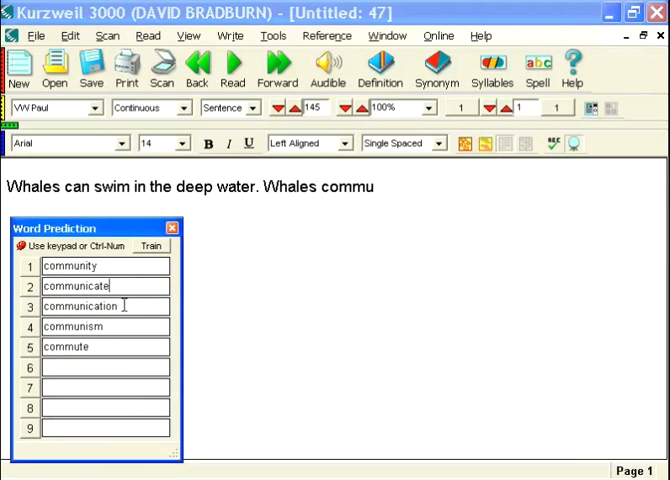 Kurzweil 3000 (DAVID BRADBURN) - [Untitled: 47]
File Edit Scan Read View Write Tools Reference Window Online Help
New Open Save Print Scan Back Read Forward Audible Definition Synonym Syllables Spell Help
VW Paul Continuous Sentence 145 100% 1 1 1
Arial 14 B I U Left Aligned Single Spaced
Whales can swim in the deep water. Whales commu
Word Prediction
Use keypad or Ctrl-Num Train
1 community
2 communicate
3 communication
4 communism
5 commute
6
7
8
9
Page 1